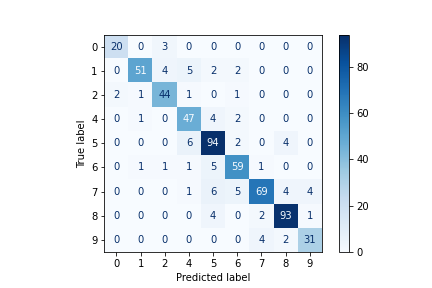 0 20 0 3 0 0 0 0 0 0
1 0 51 4 5 2 2 0 0 0
2 2 1 44 1 0 1 0 0 0
4 0 1 0 47 4 2 0 0 0
5 0 0 0 6 94 2 0 4 0
6 0 1 1 1 5 59 1 0 0
7 0 0 0 1 6 5 69 4 4
8 0 0 0 0 4 0 2 93 1
9 0 0 0 0 0 0 4 2 31
0 1 2 4 5 6 7 8 9
Predicted label
True label
80
60
40
20
0